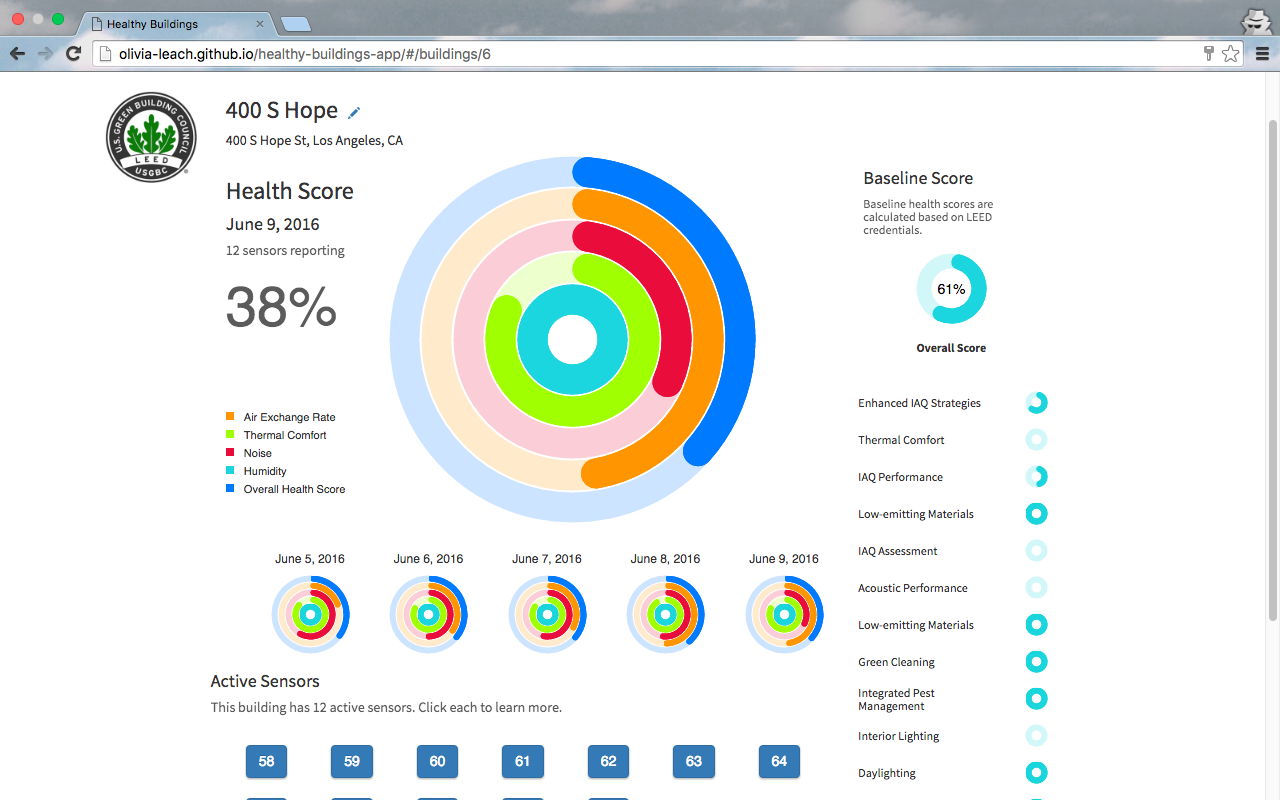 Healthy Buildings
olivia-leach.github.io/healthy-buildings-app/#/buildings/6
U.S. GREEN BUILDING COUNCIL
LEED
USGBC
400 S Hope
400 S Hope St, Los Angeles, CA
Health Score
June 9, 2016
12 sensors reporting
38%
Air Exchange Rate
Thermal Comfort
Noise
Humidity
Overall Health Score
June 5, 2016
June 6, 2016
June 7, 2016
June 8, 2016
June 9, 2016
Active Sensors
This building has 12 active sensors. Click each to learn more.
58
59
60
61
62
63
64
Baseline Score
Baseline health scores are
calculated based on LEED
credentials.
61%
Overall Score
Enhanced IAQ Strategies
Thermal Comfort
IAQ Performance
Low-emitting Materials
IAQ Assessment
Acoustic Performance
Low-emitting Materials
Green Cleaning
Integrated Pest
Management
Interior Lighting
Daylighting